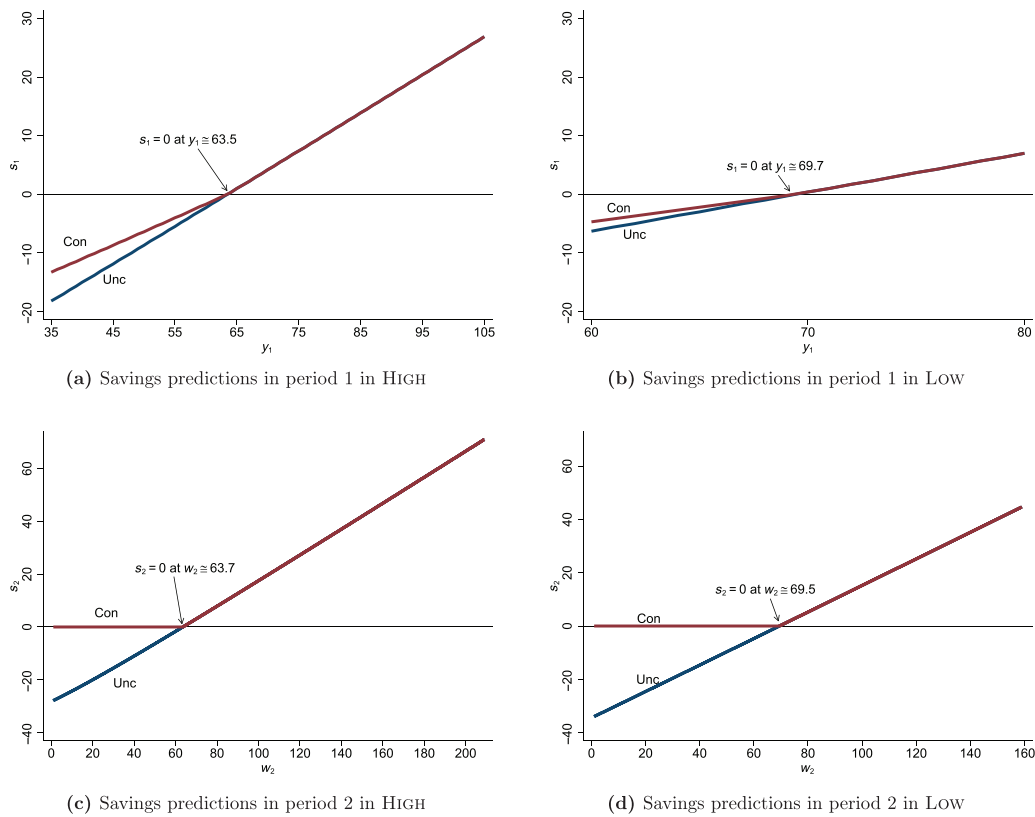 30
20
10
0
−10
−20
s₁
s₁ = 0 at y₁ ≅ 63.5
Con
Unc
35 45 55 65 75 85 95 105
y₁
(a) Savings predictions in period 1 in HIGH
30
20
10
0
−10
−20
s₁
s₁ = 0 at y₁ ≅ 69.7
Con
Unc
60 70 80
y₁
(b) Savings predictions in period 1 in LOW
60
40
20
0
−20
−40
s₂
s₂ = 0 at w₂ ≅ 63.7
Con
Unc
0 20 40 60 80 100 120 140 160 180 200
w₂
(c) Savings predictions in period 2 in HIGH
60
40
20
0
−20
−40
s₂
s₂ = 0 at w₂ ≅ 69.5
Con
Unc
0 20 40 60 80 100 120 140 160
w₂
(d) Savings predictions in period 2 in LOW